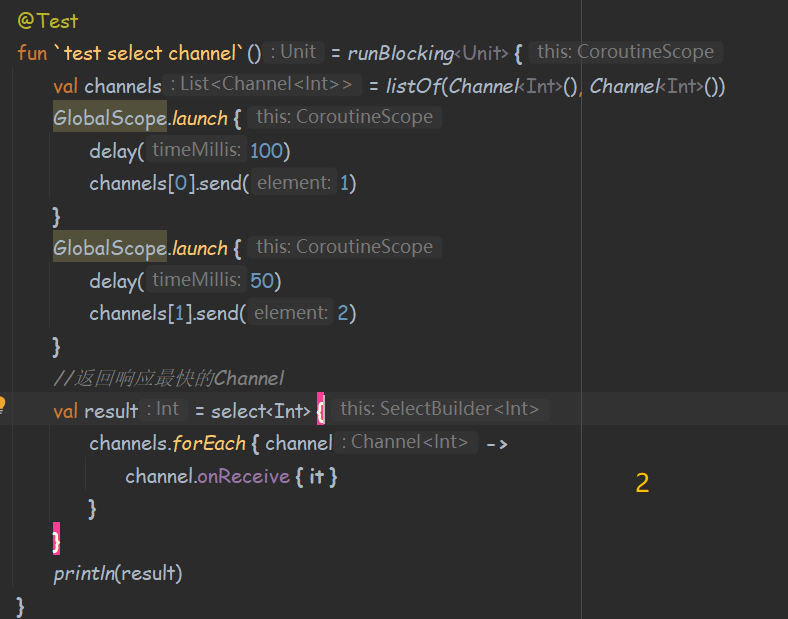 @Test
fun `test select channel`() : Unit = runBlocking<Unit> { this: CoroutineScope
val channels : List<Channel<Int>> = listOf(Channel<Int>(), Channel<Int>())
GlobalScope.launch { this: CoroutineScope
delay( timeMillis: 100)
channels[0].send( element: 1)
}
GlobalScope.launch { this: CoroutineScope
delay( timeMillis: 50)
channels[1].send( element: 2)
}
//返回响应最快的Channel
val result : Int = select<Int> { this: SelectBuilder<Int>
channels.forEach { channel : Channel<Int> ->
channel.onReceive { it }
2
}
}
println(result)
}